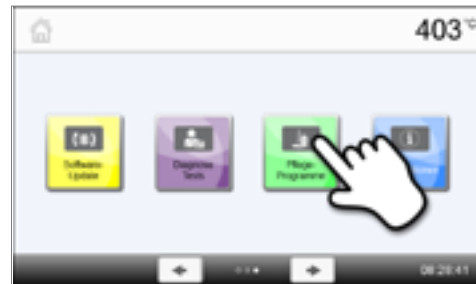 403 °C
Software-
Update
Diagnose
Tests
Pflege-
Programme
08:28:41